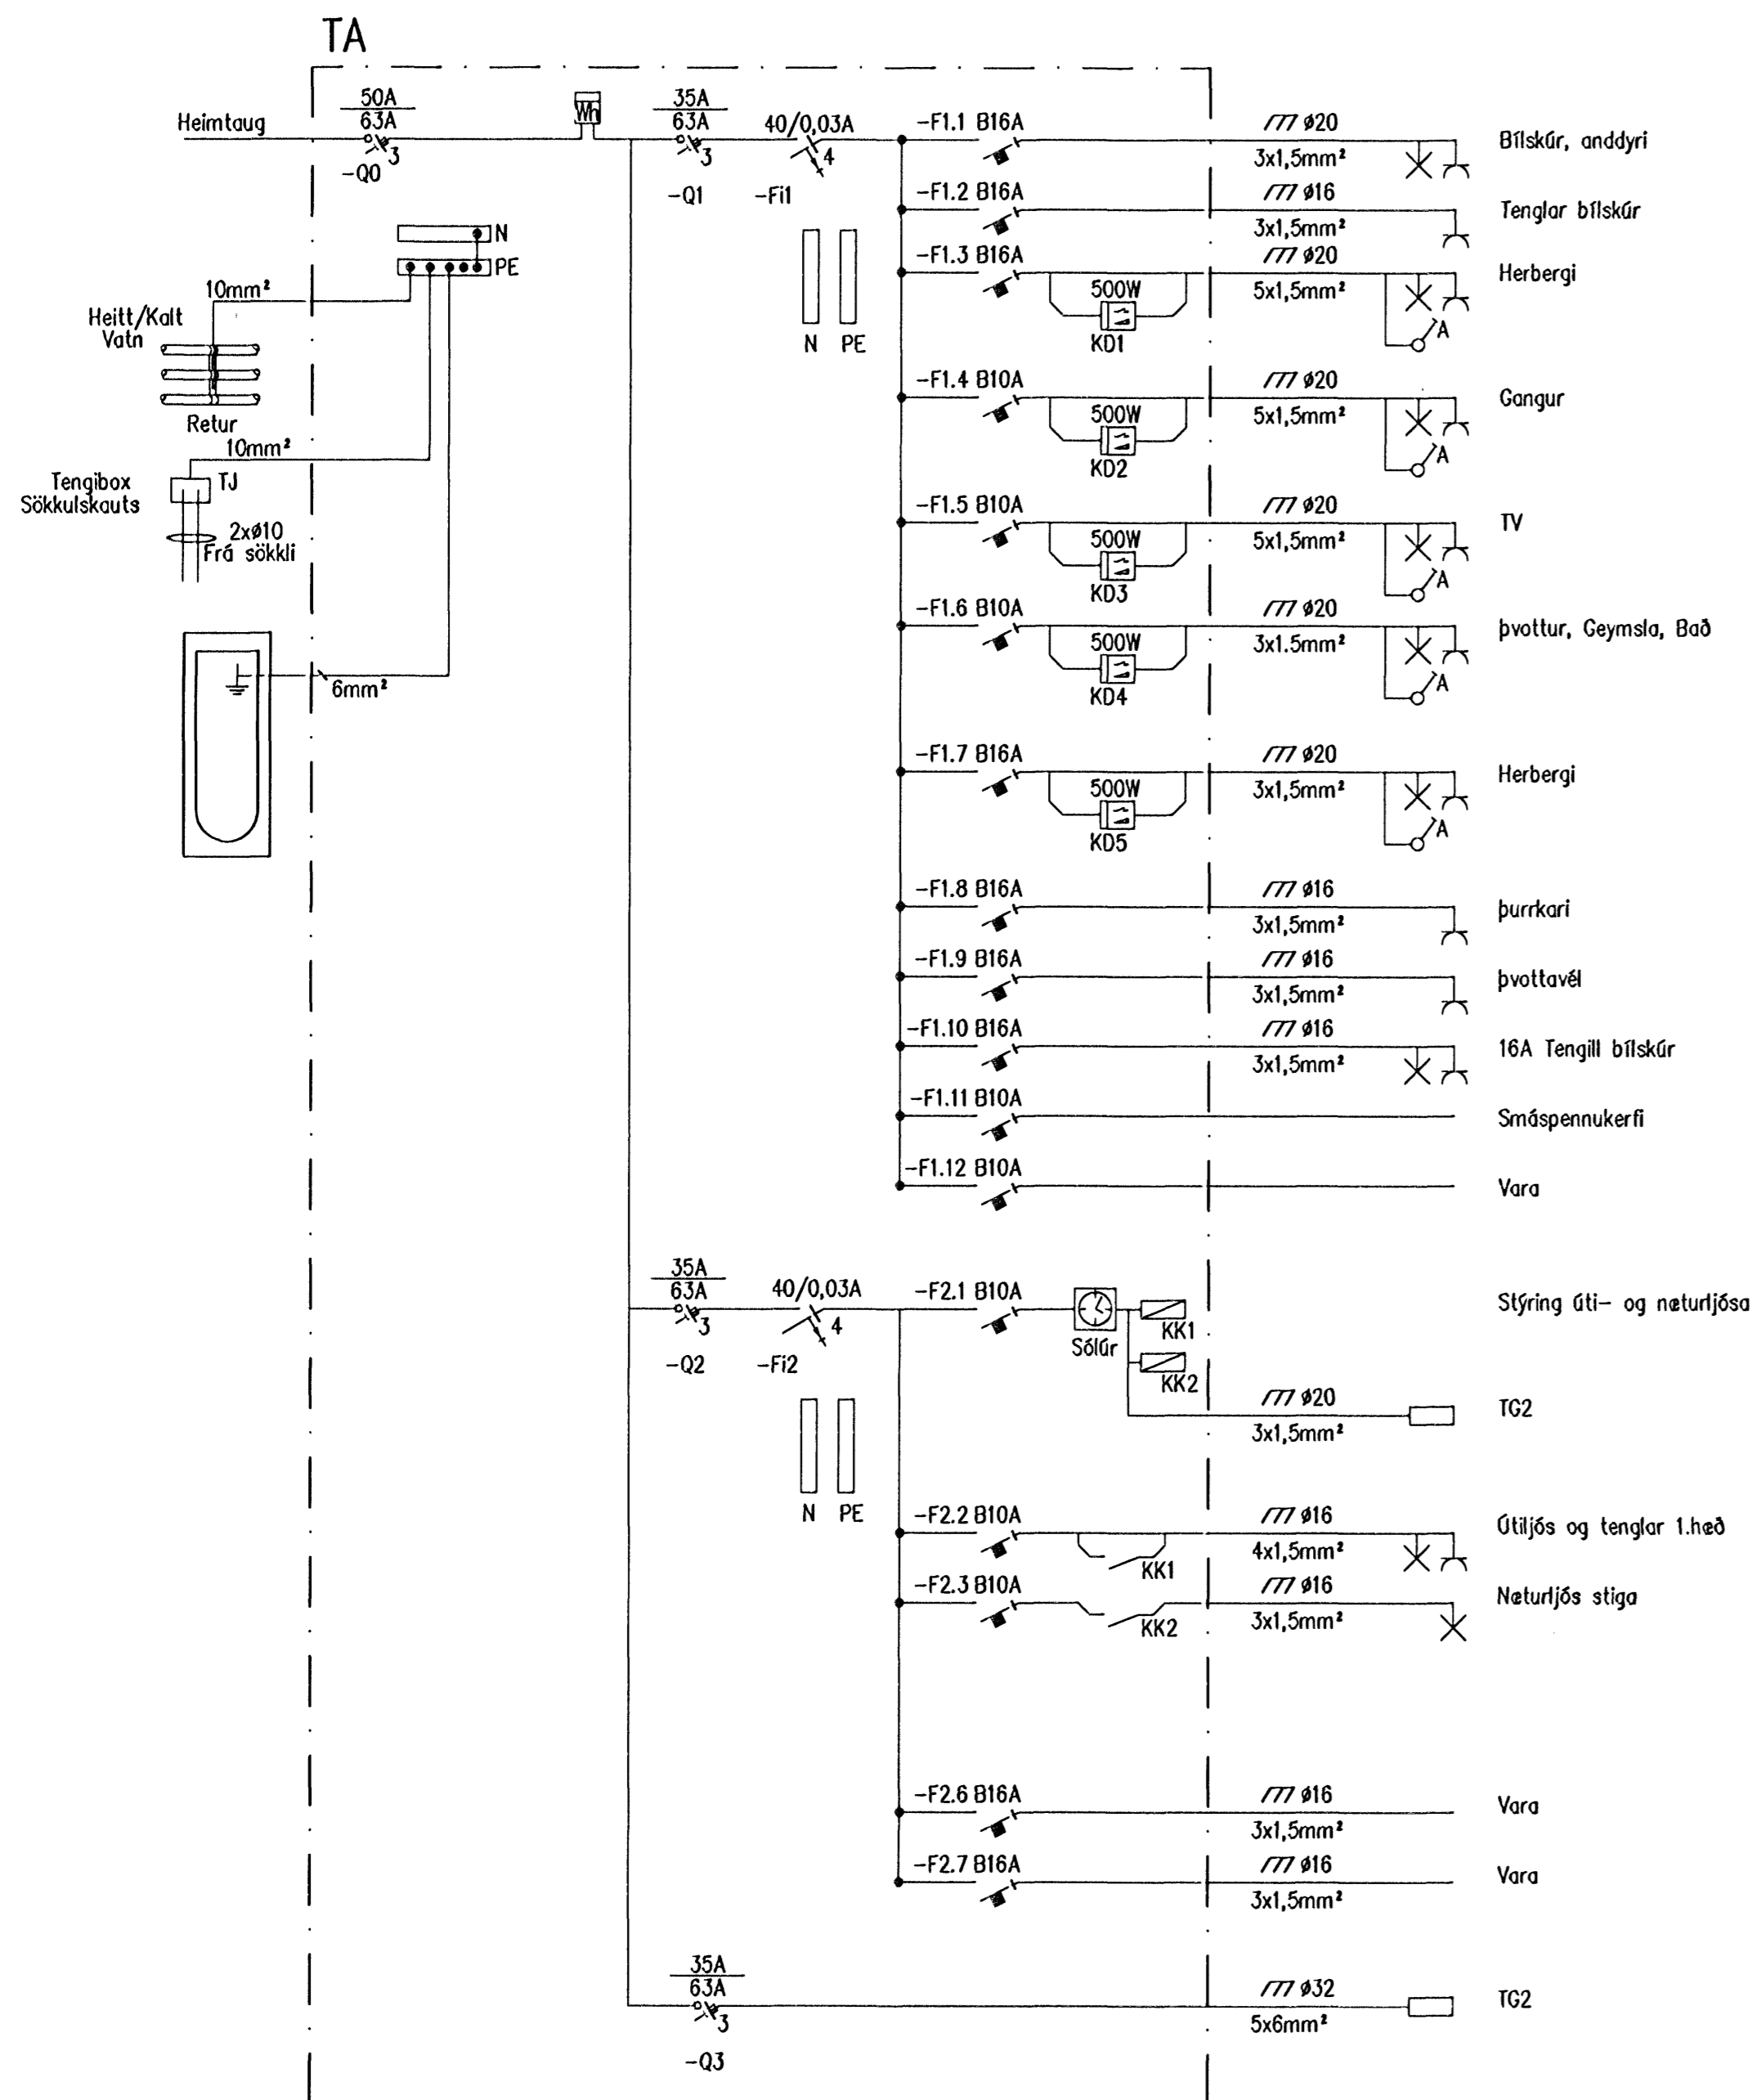 TA
Heimtaug
50A
63A
3
-Q0
Wh
35A
63A
3
-Q1
40/0,03A
4
-Fi1
N
PE
N
PE
10mm²
Heitt/Kalt
Vatn
Retur
10mm²
Tengibox
Sökkulskauts
TJ
2xø10
Frá sökkli
6mm²
-F1.1 B16A
ø20
3x1,5mm²
Bílskúr, anddyri
-F1.2 B16A
ø16
3x1,5mm²
Tenglar bílskúr
-F1.3 B16A
500W
KD1
ø20
5x1,5mm²
A
Herbergi
-F1.4 B10A
500W
KD2
ø20
5x1,5mm²
A
Gangur
-F1.5 B10A
500W
KD3
ø20
5x1,5mm²
A
TV
-F1.6 B10A
500W
KD4
ø20
3x1.5mm²
A
þvottur, Geymsla, Bað
-F1.7 B16A
500W
KD5
ø20
3x1,5mm²
A
Herbergi
-F1.8 B16A
ø16
3x1,5mm²
þurrkari
-F1.9 B16A
ø16
3x1,5mm²
þvottavél
-F1.10 B16A
ø16
3x1,5mm²
16A Tengill bílskúr
-F1.11 B10A
Smáspennukerfi
-F1.12 B10A
Vara
35A
63A
3
-Q2
40/0,03A
4
-Fi2
N
PE
-F2.1 B10A
Sólúr
KK1
KK2
Stýring úti- og næturljósa
ø20
3x1,5mm²
TG2
-F2.2 B10A
KK1
ø16
4x1,5mm²
Útiljós og tenglar 1.hæð
-F2.3 B10A
KK2
ø16
3x1,5mm²
Næturljós stiga
-F2.6 B16A
ø16
3x1,5mm²
Vara
-F2.7 B16A
ø16
3x1,5mm²
Vara
35A
63A
3
-Q3
ø32
5x6mm²
TG2